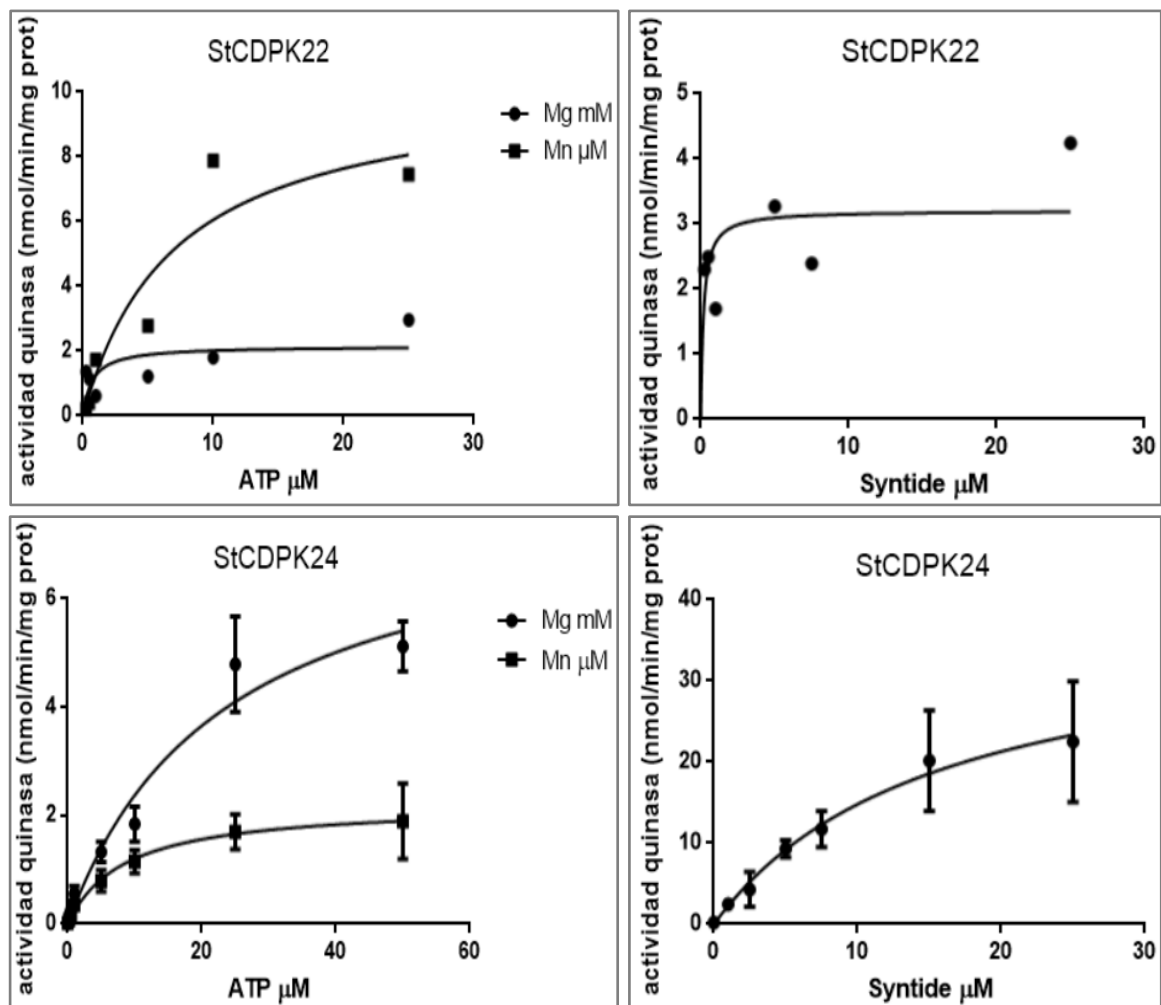 StCDPK22
actividad quinasa (nmol/min/mg prot)
10
8
6
4
2
0
0 10 20 30
ATP μM
Mg mM
Mn μM
StCDPK22
actividad quinasa (nmol/min/mg prot)
5
4
3
2
1
0
0 10 20 30
Syntide μM
StCDPK24
actividad quinasa (nmol/min/mg prot)
6
4
2
0
0 20 40 60
ATP μM
Mg mM
Mn μM
StCDPK24
actividad quinasa (nmol/min/mg prot)
40
30
20
10
0
0 10 20 30
Syntide μM